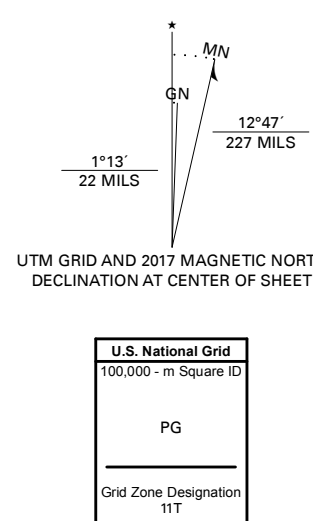 ★
MN
GN
12°47´
227 MILS
1°13´
22 MILS
UTM GRID AND 2017 MAGNETIC NORT
DECLINATION AT CENTER OF SHEET
U.S. National Grid
100,000 - m Square ID
PG
Grid Zone Designation
11T